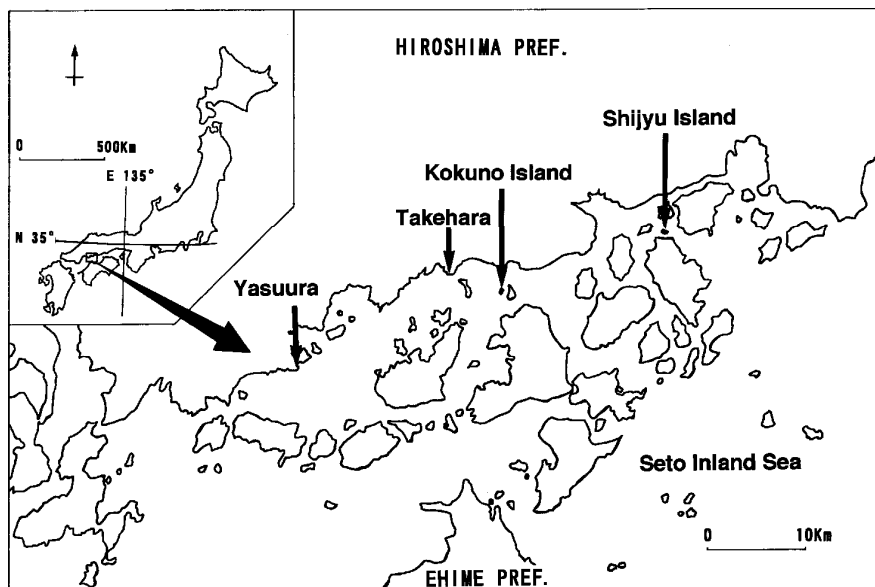 HIROSHIMA PREF.
0 500Km
E 135°
N 35°
Shijyu Island
Kokuno Island
Takehara
Yasuura
Seto Inland Sea
0 10Km
EHIME PREF.